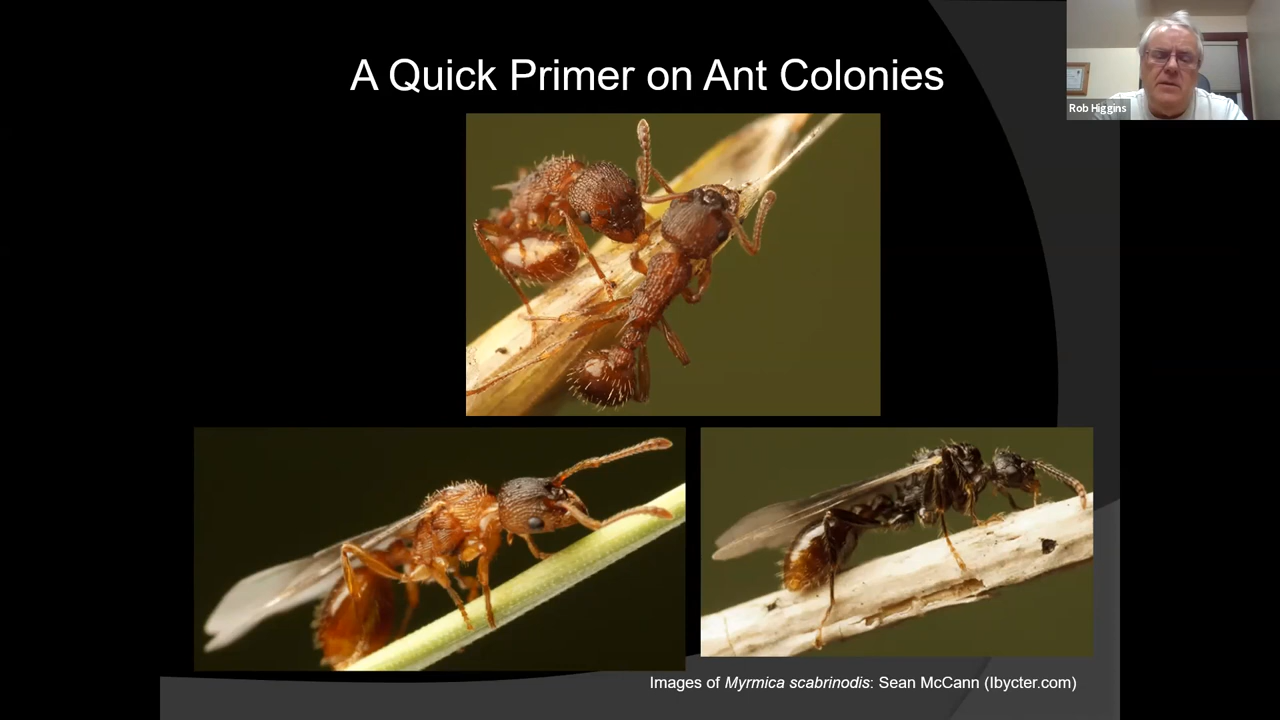 A Quick Primer on Ant Colonies
Rob Higgins
Images of Myrmica scabrinodis: Sean McCann (Ibycter.com)